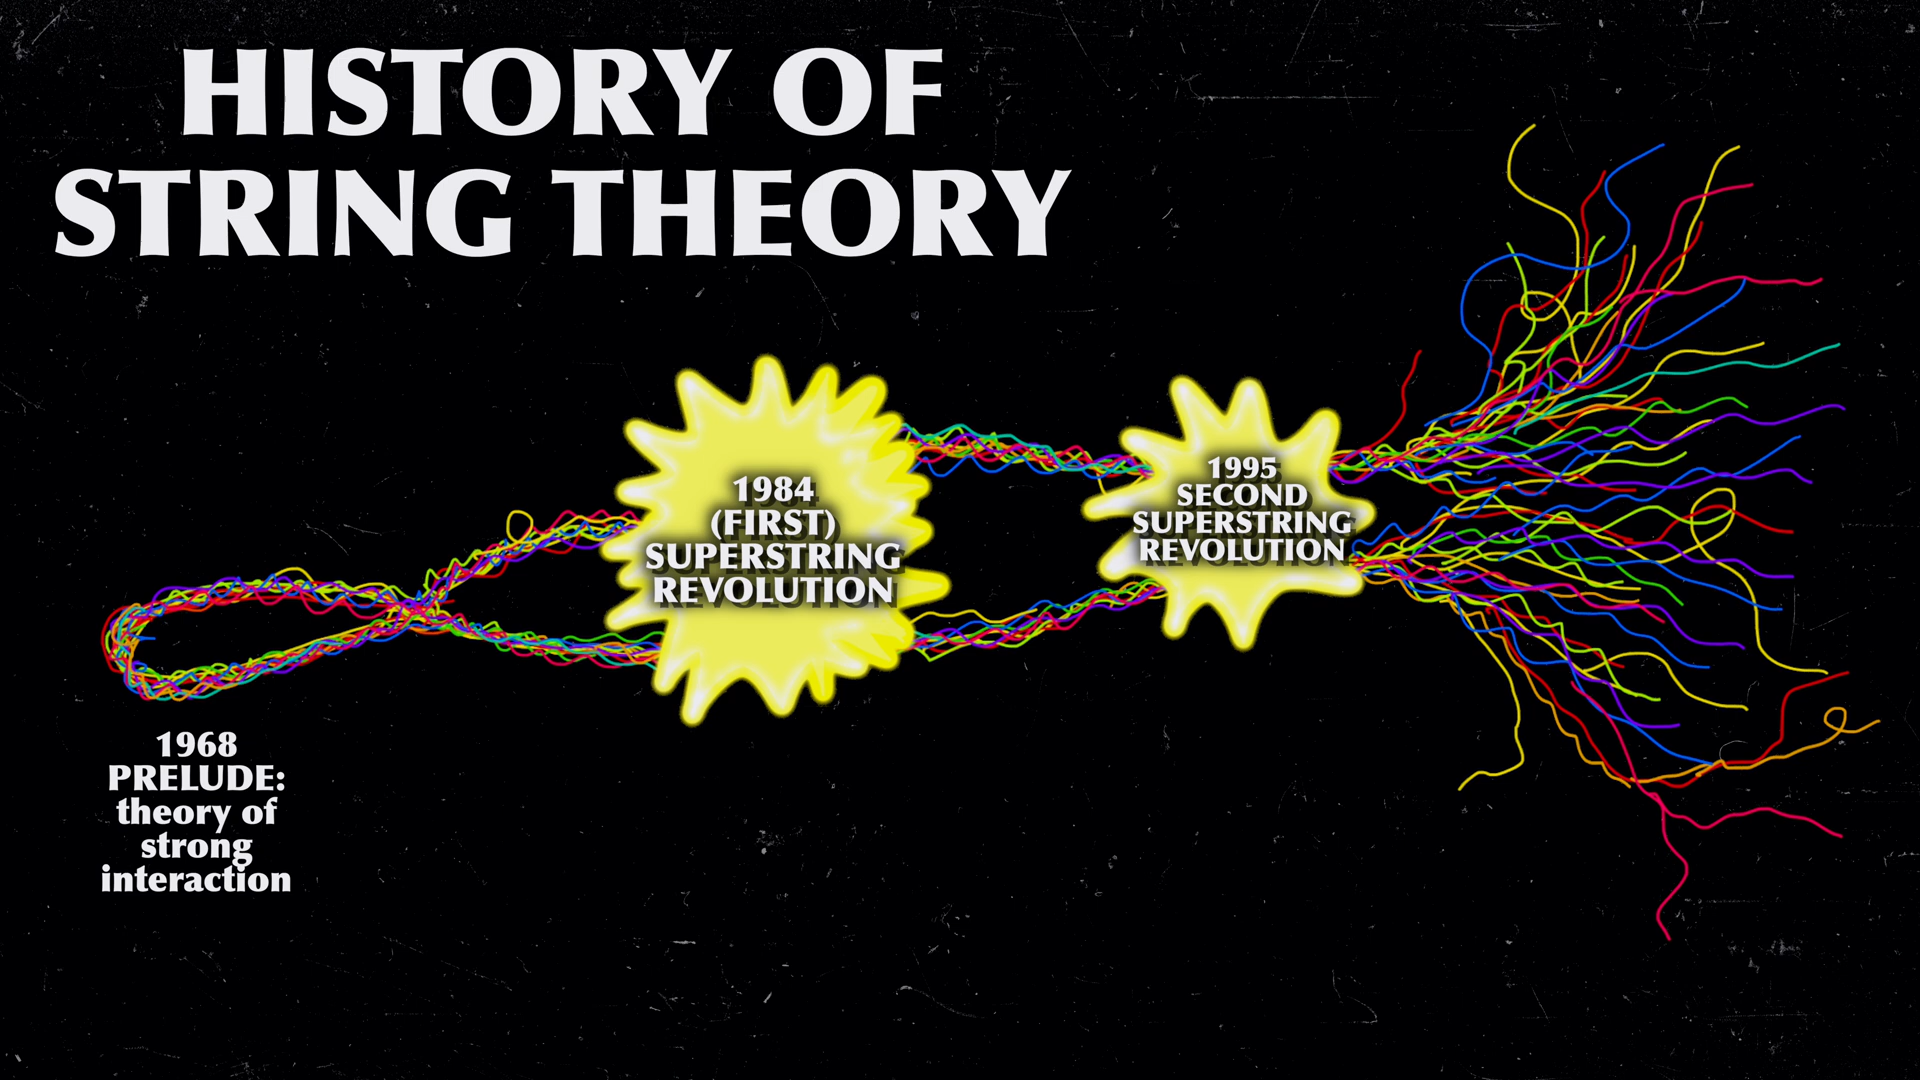 HISTORY OF
STRING THEORY
1984
(FIRST)
SUPERSTRING
REVOLUTION
1995
SECOND
SUPERSTRING
REVOLUTION
1968
PRELUDE:
theory of
strong
interaction